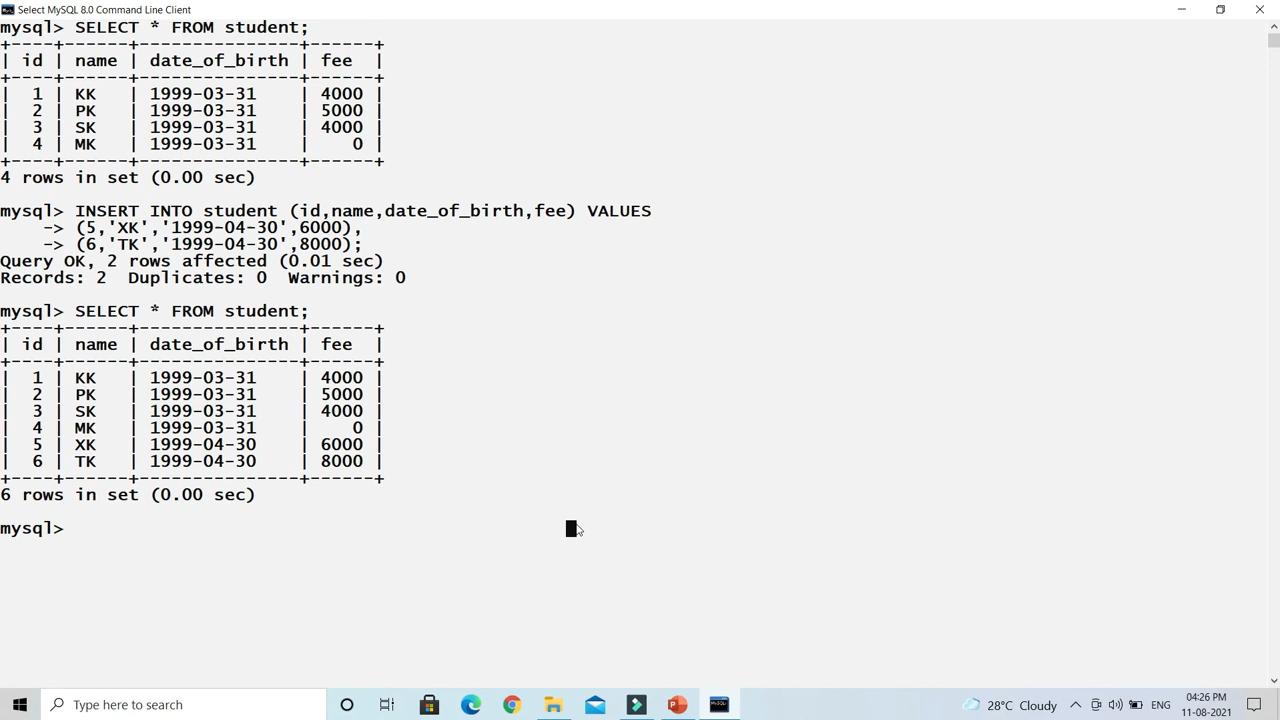 Select MySQL 8.0 Command Line Client
mysql> SELECT * FROM student;
+----+------+---------------+------+
| id | name | date_of_birth | fee  |
+----+------+---------------+------+
|  1 | KK   | 1999-03-31    | 4000 |
|  2 | PK   | 1999-03-31    | 5000 |
|  3 | SK   | 1999-03-31    | 4000 |
|  4 | MK   | 1999-03-31    |    0 |
+----+------+---------------+------+
4 rows in set (0.00 sec)
mysql> INSERT INTO student (id,name,date_of_birth,fee) VALUES
    -> (5,'XK','1999-04-30',6000),
    -> (6,'TK','1999-04-30',8000);
Query OK, 2 rows affected (0.01 sec)
Records: 2  Duplicates: 0  Warnings: 0
mysql> SELECT * FROM student;
+----+------+---------------+------+
| id | name | date_of_birth | fee  |
+----+------+---------------+------+
|  1 | KK   | 1999-03-31    | 4000 |
|  2 | PK   | 1999-03-31    | 5000 |
|  3 | SK   | 1999-03-31    | 4000 |
|  4 | MK   | 1999-03-31    |    0 |
|  5 | XK   | 1999-04-30    | 6000 |
|  6 | TK   | 1999-04-30    | 8000 |
+----+------+---------------+------+
6 rows in set (0.00 sec)
mysql>
Type here to search
28°C Cloudy
ENG
04:26 PM
11-08-2021